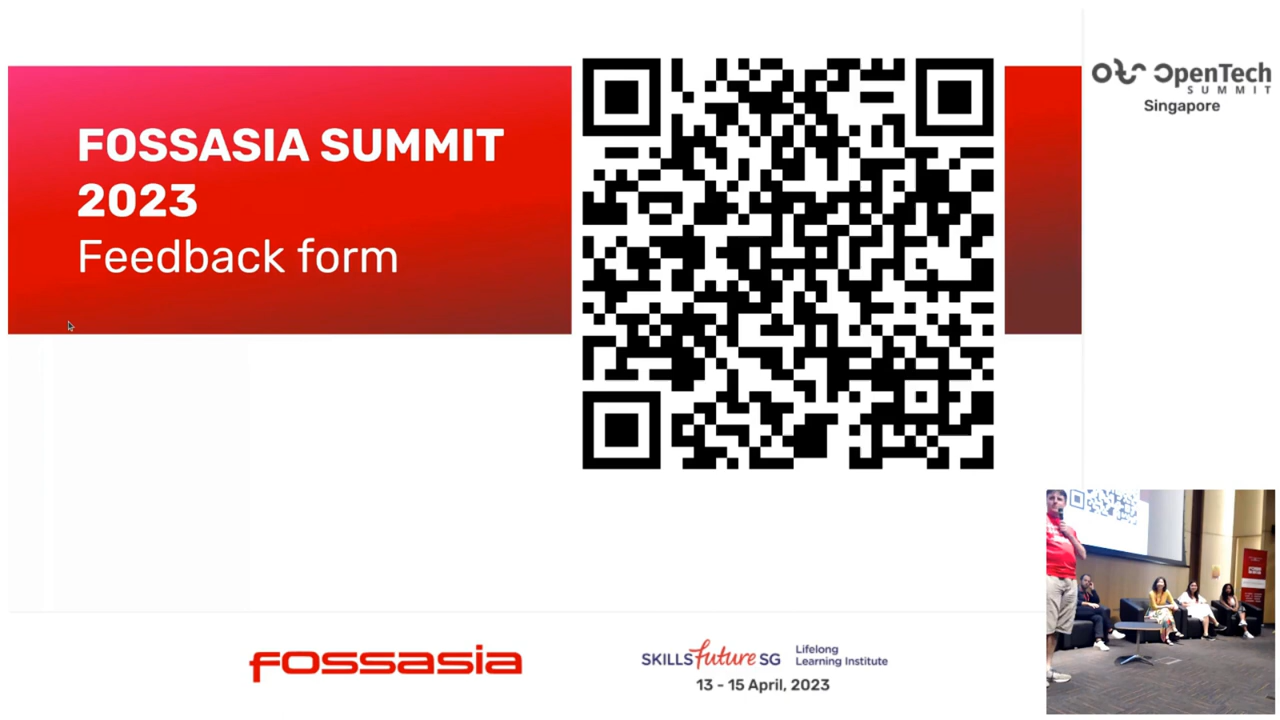 FOSSASIA SUMMIT
2023
Feedback form
OpenTech
SUMMIT
Singapore
fossasia
SKILLSfuture SG
Lifelong
Learning Institute
13 - 15 April, 2023